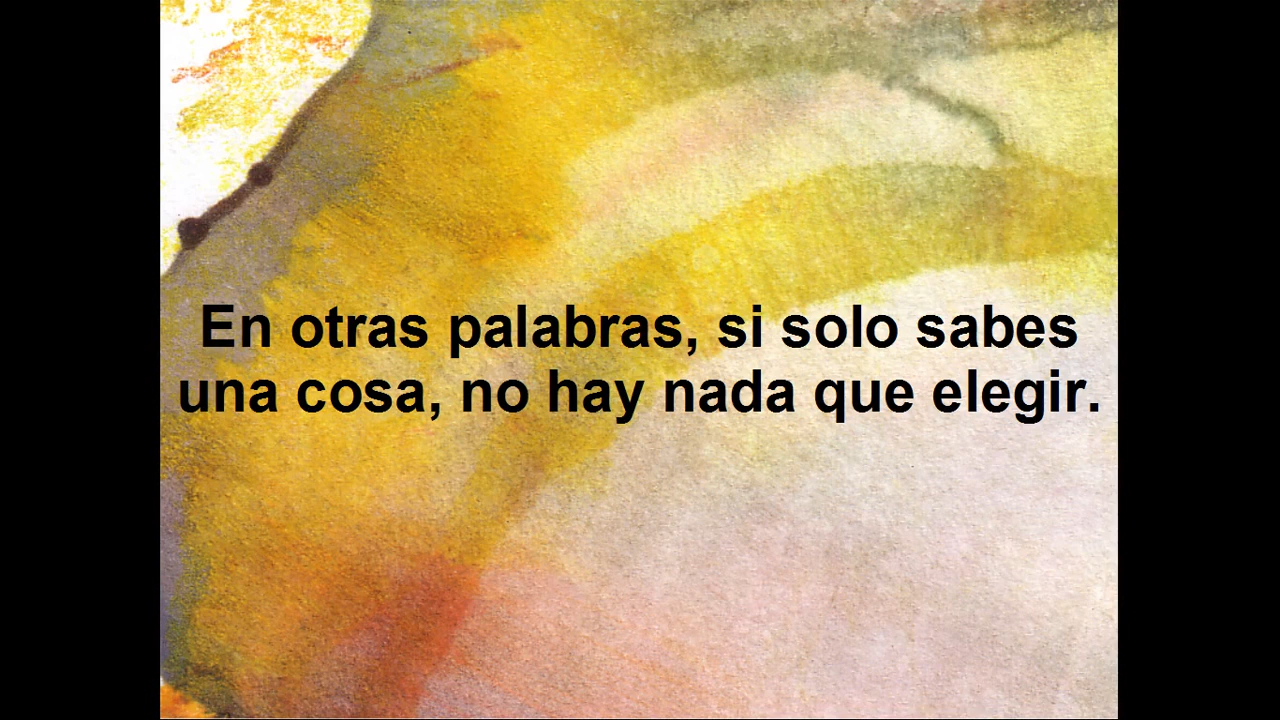 En otras palabras, si solo sabes
una cosa, no hay nada que elegir.